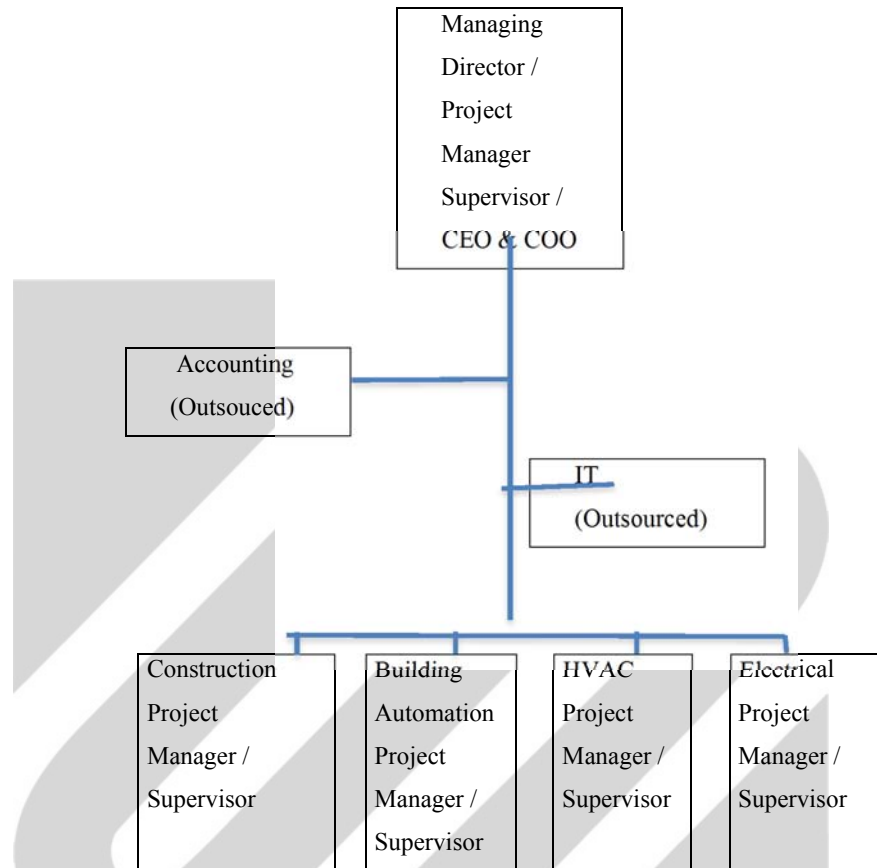 Managing
Director /
Project
Manager
Supervisor /
CEO & COO
Accounting
(Outsouced)
IT
(Outsourced)
Construction
Project
Manager /
Supervisor
Building
Automation
Project
Manager /
Supervisor
HVAC
Project
Manager /
Supervisor
Electrical
Project
Manager /
Supervisor